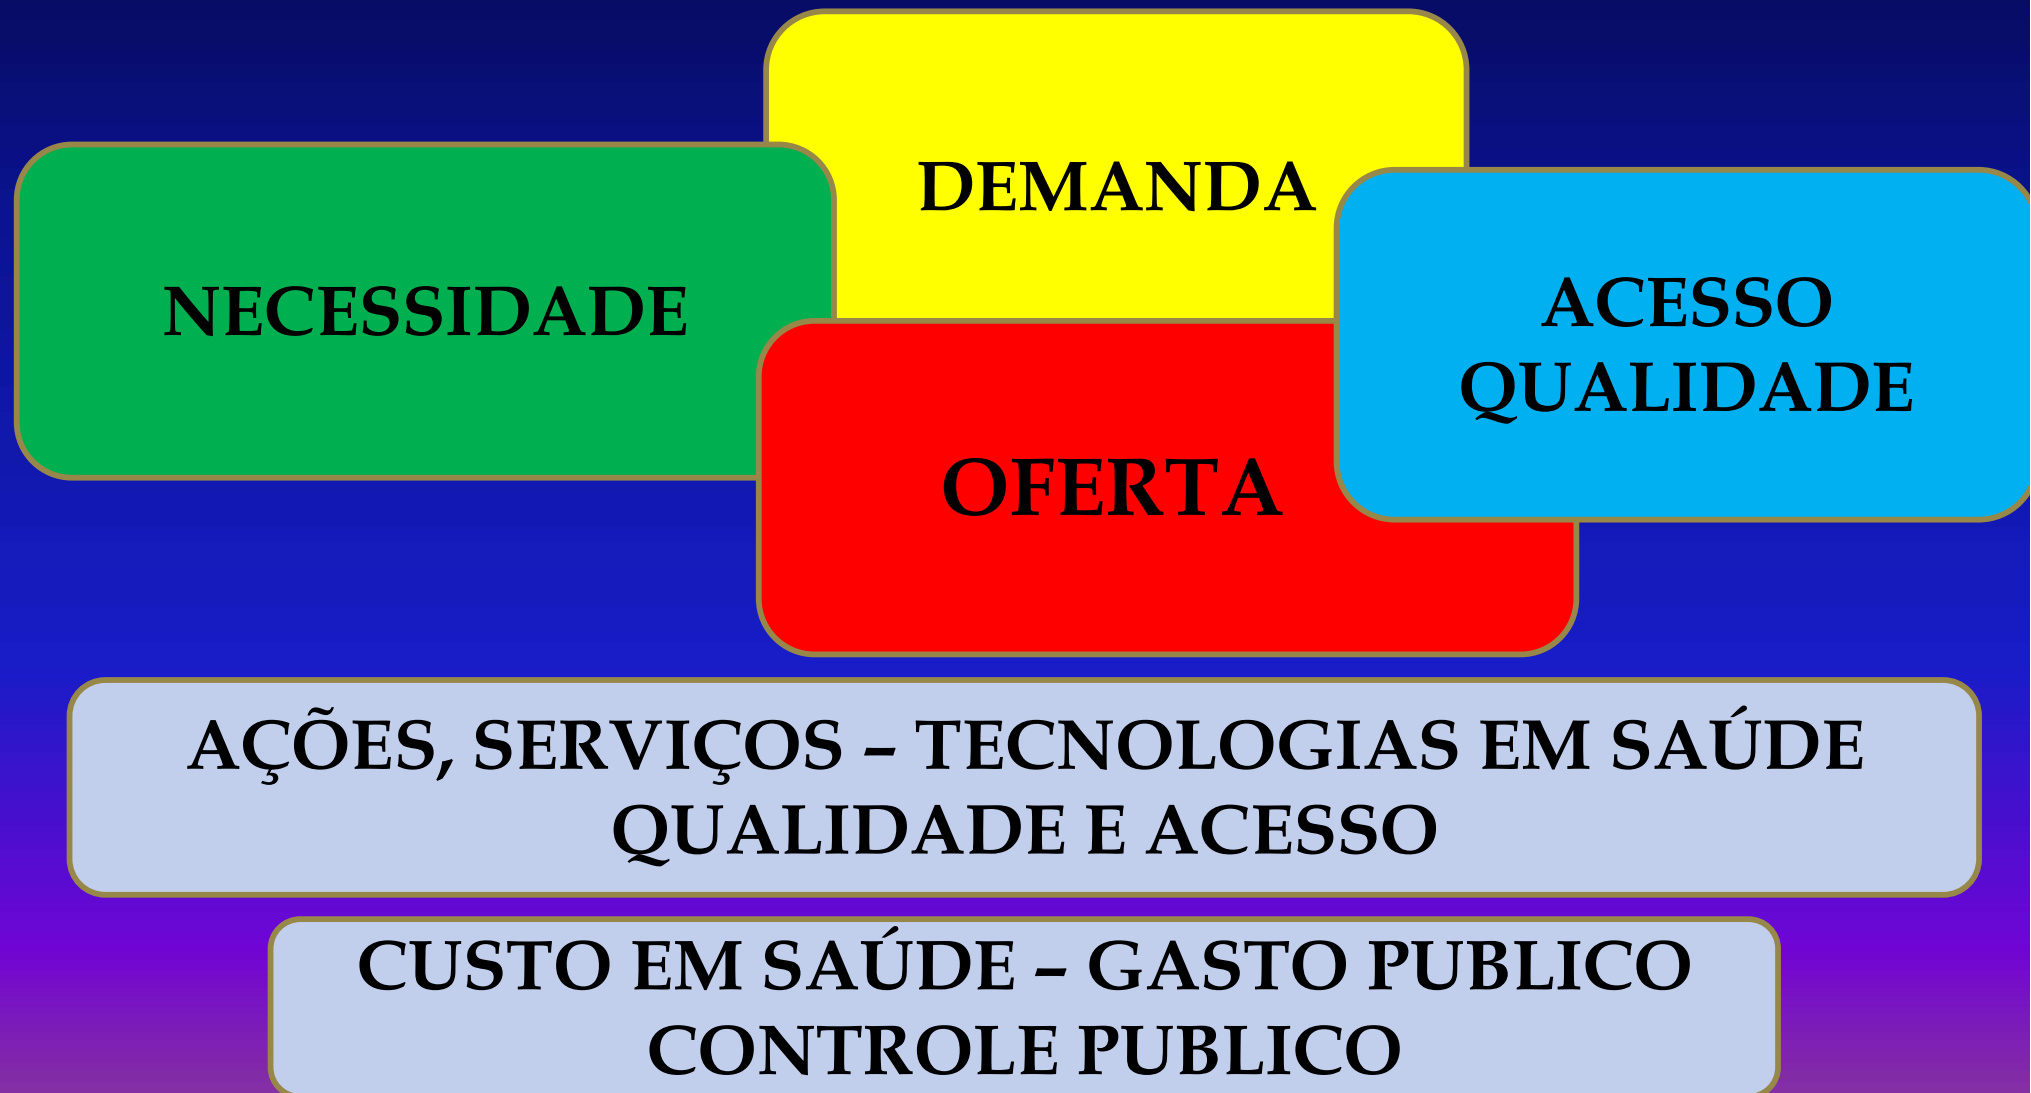 DEMANDA
NECESSIDADE
ACESSO
QUALIDADE
OFERTA
AÇÕES, SERVIÇOS – TECNOLOGIAS EM SAÚDE
QUALIDADE E ACESSO
CUSTO EM SAÚDE – GASTO PUBLICO
CONTROLE PUBLICO